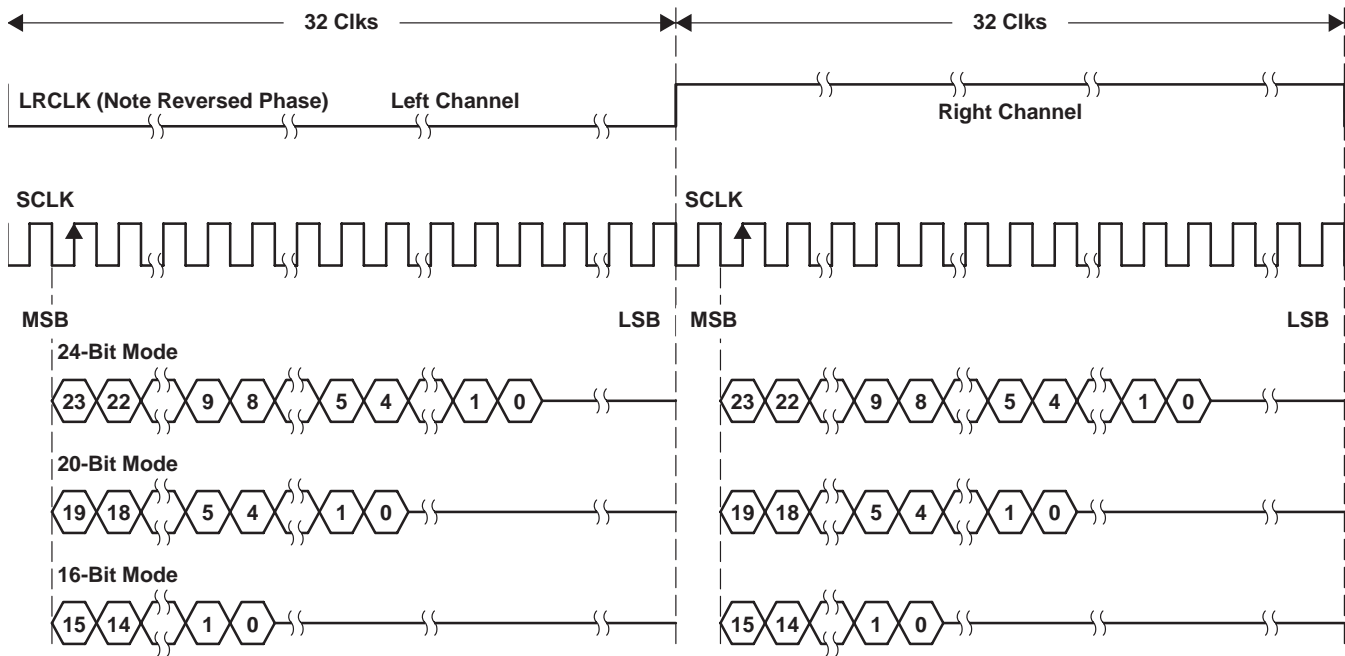 32 Clks 32 Clks
LRCLK (Note Reversed Phase) Left Channel
Right Channel
SCLK SCLK
MSB LSB MSB LSB
24-Bit Mode
23 22 9 8 5 4 1 0 23 22 9 8 5 4 1 0
20-Bit Mode
19 18 5 4 1 0 19 18 5 4 1 0
16-Bit Mode
15 14 1 0 15 14 1 0